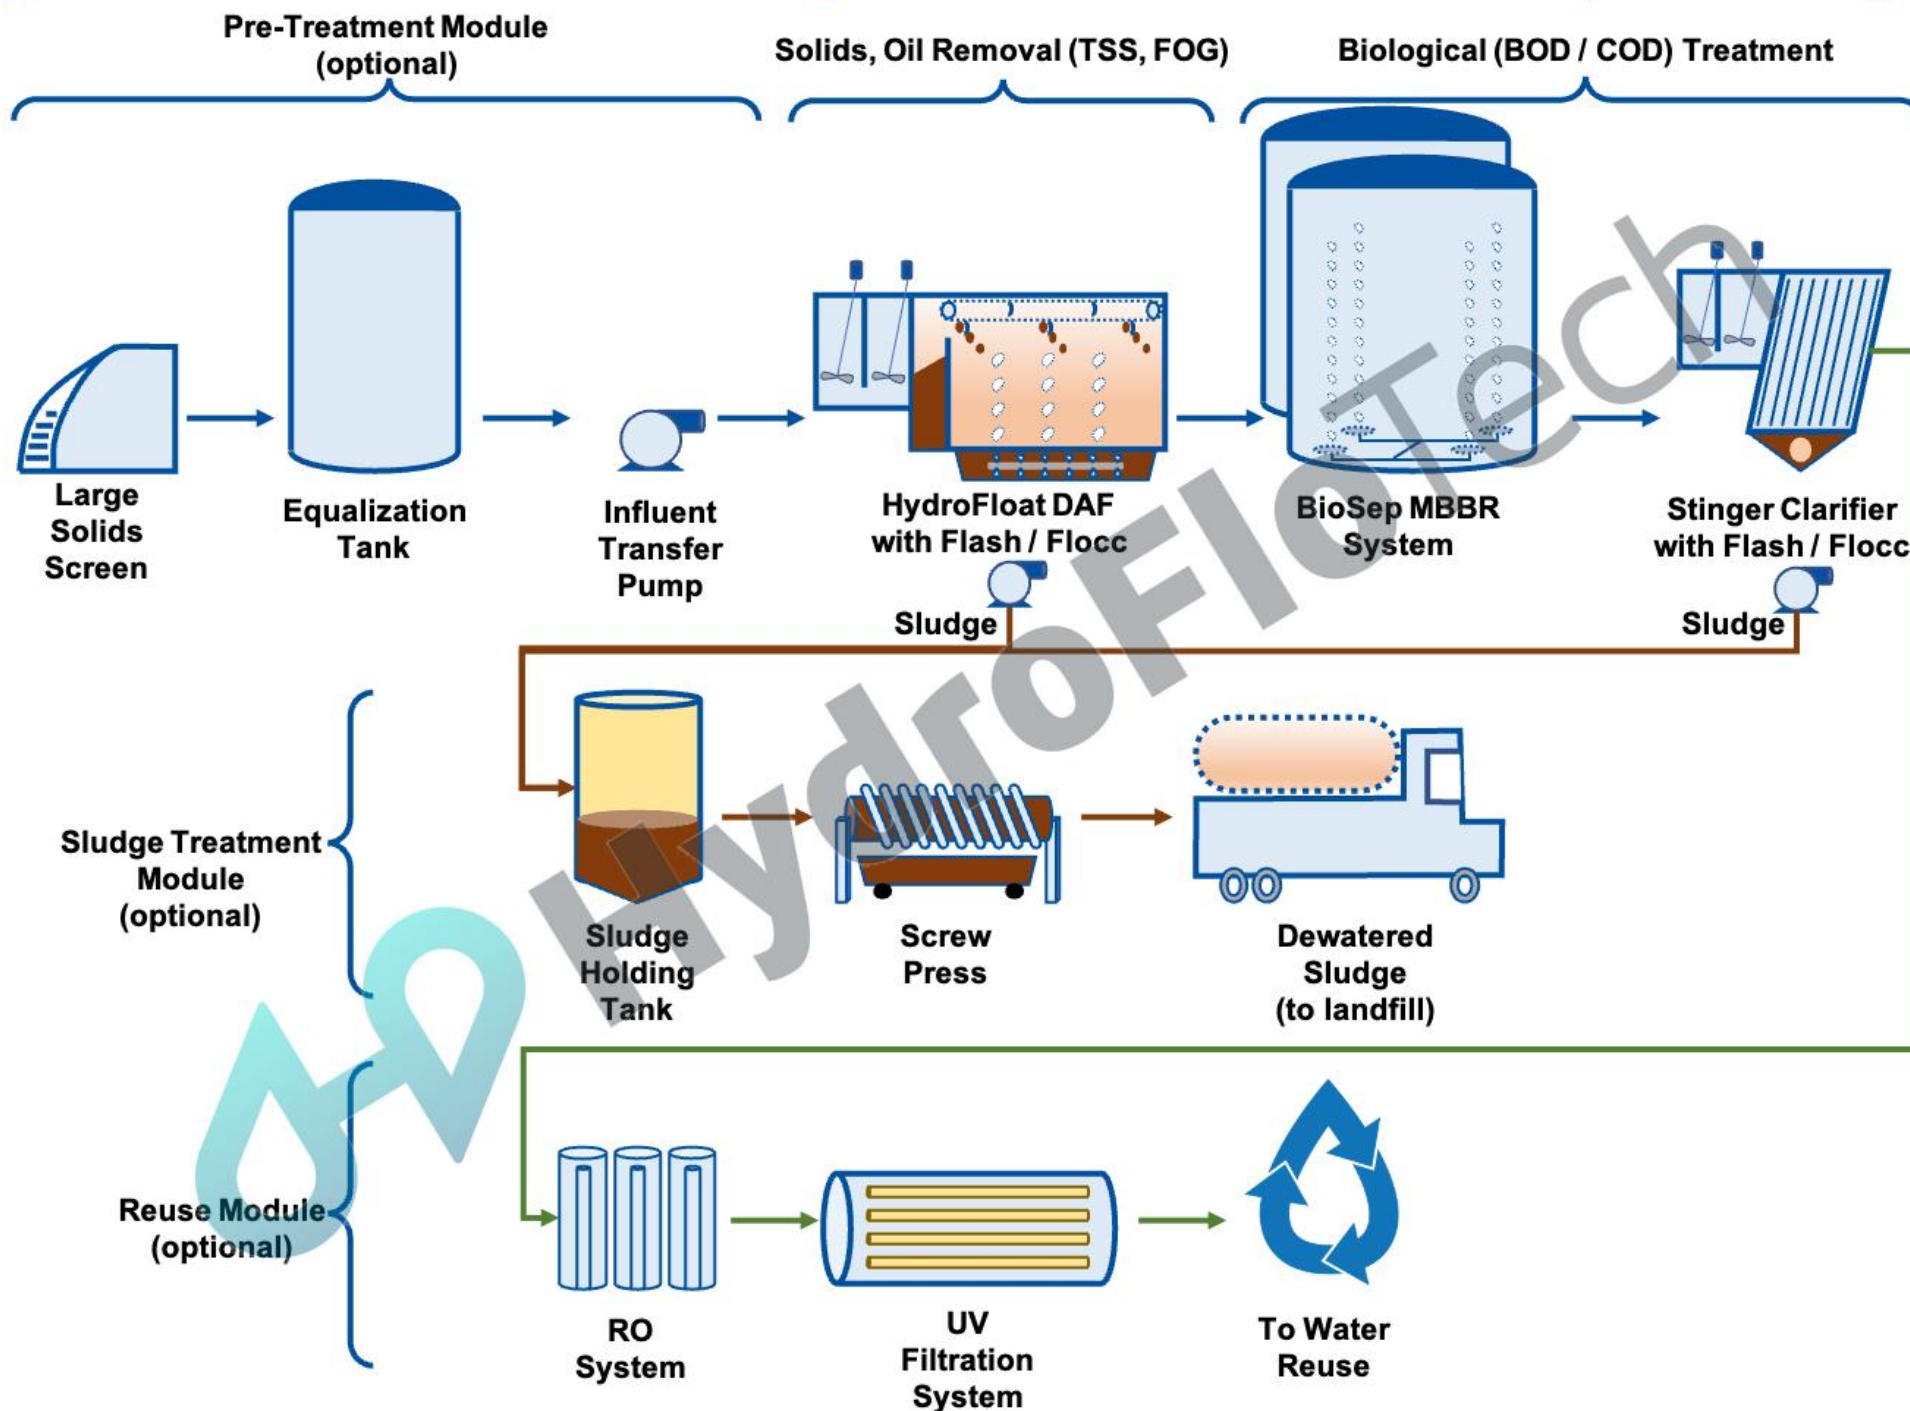 Pre-Treatment Module
(optional)
Solids, Oil Removal (TSS, FOG)
Biological (BOD / COD) Treatment
Large
Solids
Screen
Equalization
Tank
Influent
Transfer
Pump
HydroFloat DAF
with Flash / Flocc
BioSep MBBR
System
Stinger Clarifier
with Flash / Flocc
Sludge
Sludge
HydroFloTech
Sludge Treatment
Module
(optional)
Sludge
Holding
Tank
Screw
Press
Dewatered
Sludge
(to landfill)
Reuse Module
(optional)
RO
System
UV
Filtration
System
To Water
Reuse